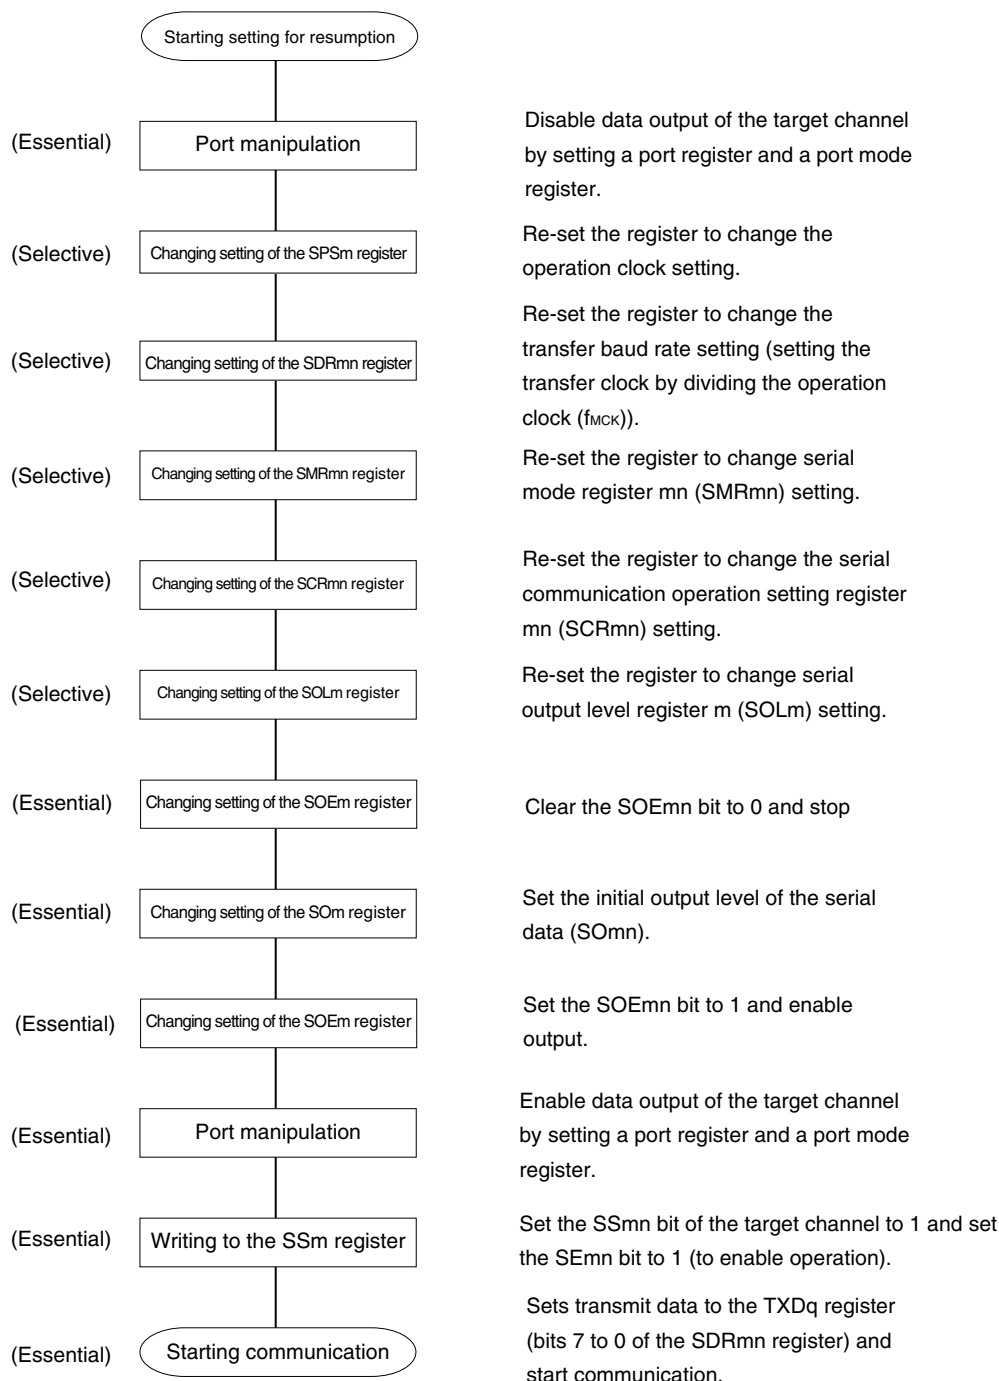 Starting setting for resumption
(Essential)
Port manipulation
Disable data output of the target channel
by setting a port register and a port mode
register.
(Selective)
Changing setting of the SPSm register
Re-set the register to change the
operation clock setting.
(Selective)
Changing setting of the SDRmn register
Re-set the register to change the
transfer baud rate setting (setting the
transfer clock by dividing the operation
clock (fMCK)).
(Selective)
Changing setting of the SMRmn register
Re-set the register to change serial
mode register mn (SMRmn) setting.
(Selective)
Changing setting of the SCRmn register
Re-set the register to change the serial
communication operation setting register
mn (SCRmn) setting.
(Selective)
Changing setting of the SOLm register
Re-set the register to change serial
output level register m (SOLm) setting.
(Essential)
Changing setting of the SOEm register
Clear the SOEmn bit to 0 and stop
(Essential)
Changing setting of the SOm register
Set the initial output level of the serial
data (SOmn).
(Essential)
Changing setting of the SOEm register
Set the SOEmn bit to 1 and enable
output.
(Essential)
Port manipulation
Enable data output of the target channel
by setting a port register and a port mode
register.
(Essential)
Writing to the SSm register
Set the SSmn bit of the target channel to 1 and set
the SEmn bit to 1 (to enable operation).
(Essential)
Starting communication
Sets transmit data to the TXDq register
(bits 7 to 0 of the SDRmn register) and
start communication.